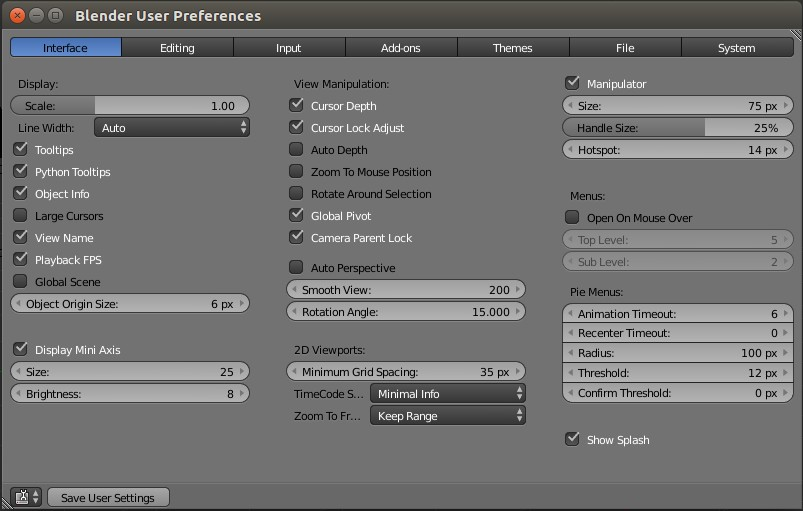 Blender User Preferences
Interface Editing Input Add-ons Themes File System
Display:
Scale: 1.00
Line Width: Auto
Tooltips
Python Tooltips
Object Info
Large Cursors
View Name
Playback FPS
Global Scene
Object Origin Size: 6 px
Display Mini Axis
Size: 25
Brightness: 8
View Manipulation:
Cursor Depth
Cursor Lock Adjust
Auto Depth
Zoom To Mouse Position
Rotate Around Selection
Global Pivot
Camera Parent Lock
Auto Perspective
Smooth View: 200
Rotation Angle: 15.000
2D Viewports:
Minimum Grid Spacing: 35 px
TimeCode S... Minimal Info
Zoom To Fr... Keep Range
Manipulator
Size: 75 px
Handle Size: 25%
Hotspot: 14 px
Menus:
Open On Mouse Over
Top Level: 5
Sub Level: 2
Pie Menus:
Animation Timeout: 6
Recenter Timeout: 0
Radius: 100 px
Threshold: 12 px
Confirm Threshold: 0 px
Show Splash
Save User Settings